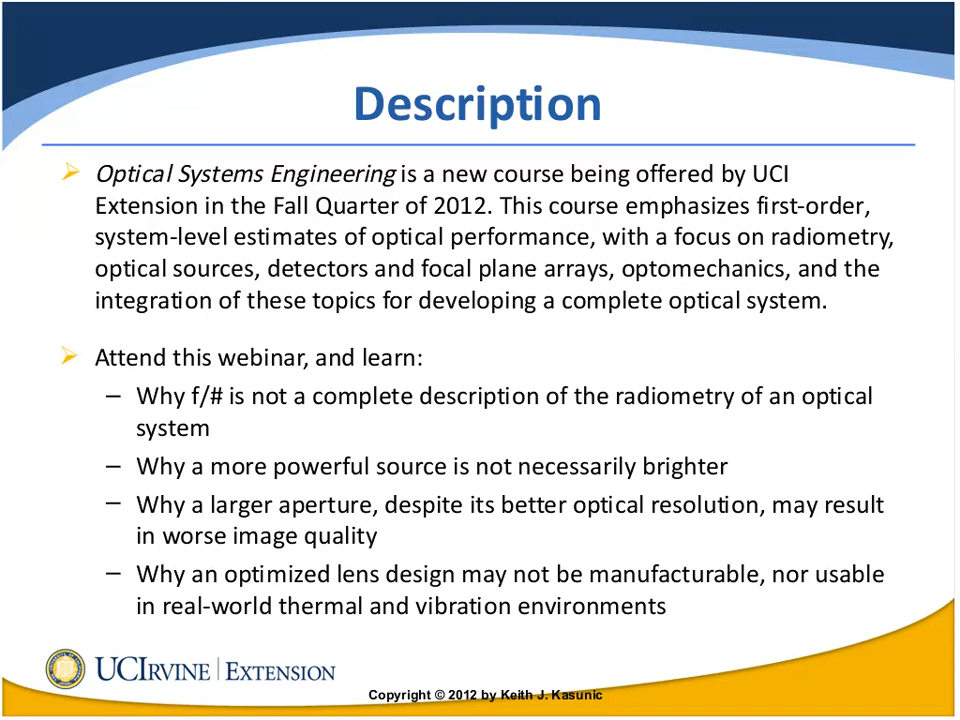 Description
➢ Optical Systems Engineering is a new course being offered by UCI
Extension in the Fall Quarter of 2012. This course emphasizes first-order,
system-level estimates of optical performance, with a focus on radiometry,
optical sources, detectors and focal plane arrays, optomechanics, and the
integration of these topics for developing a complete optical system.
➢ Attend this webinar, and learn:
– Why f/# is not a complete description of the radiometry of an optical
system
– Why a more powerful source is not necessarily brighter
– Why a larger aperture, despite its better optical resolution, may result
in worse image quality
– Why an optimized lens design may not be manufacturable, nor usable
in real-world thermal and vibration environments
UCIRVINE | EXTENSION
Copyright © 2012 by Keith J. Kasunic